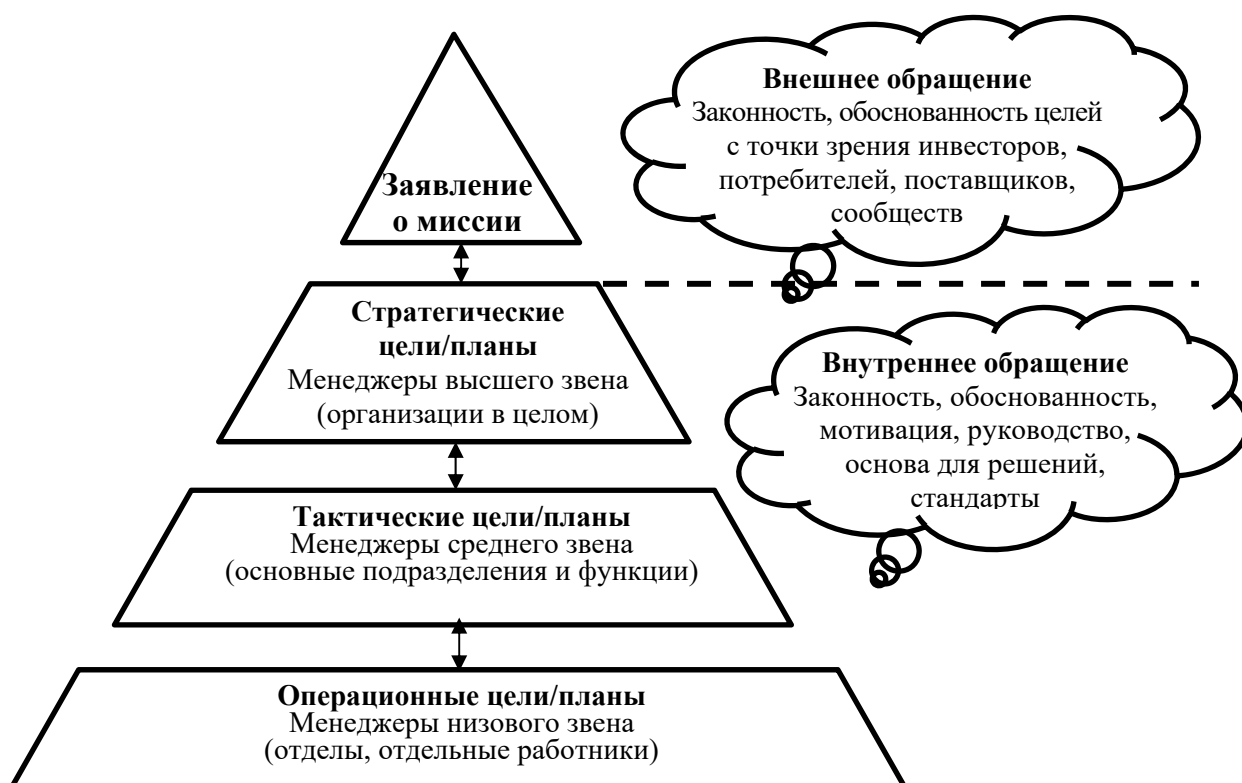 Заявление
о миссии
Внешнее обращение
Законность, обоснованность целей
с точки зрения инвесторов,
потребителей, поставщиков,
сообществ
Стратегические
цели/планы
Менеджеры высшего звена
(организации в целом)
Внутреннее обращение
Законность, обоснованность,
мотивация, руководство,
основа для решений,
стандарты
Тактические цели/планы
Менеджеры среднего звена
(основные подразделения и функции)
Операционные цели/планы
Менеджеры низового звена
(отделы, отдельные работники)